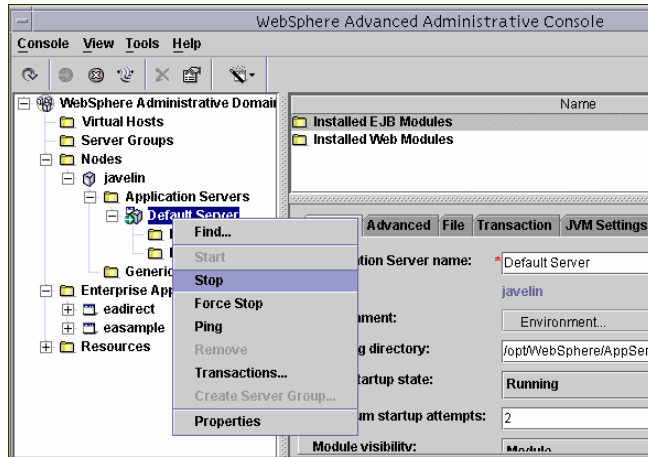 WebSphere Advanced Administrative Console
Console View Tools Help
WebSphere Administrative Domain
Virtual Hosts
Server Groups
Nodes
javelin
Application Servers
Default Server
Generic
Enterprise App
eadirect
easample
Resources
Find...
Start
Stop
Force Stop
Ping
Remove
Transactions...
Create Server Group...
Properties
Name
Installed EJB Modules
Installed Web Modules
Advanced File Transaction JVM Settings
tion Server name: *Default Server
javelin
nment: Environment...
g directory: /opt/WebSphere/AppSer
tartup state: Running
um startup attempts: 2
Module visibility: Module